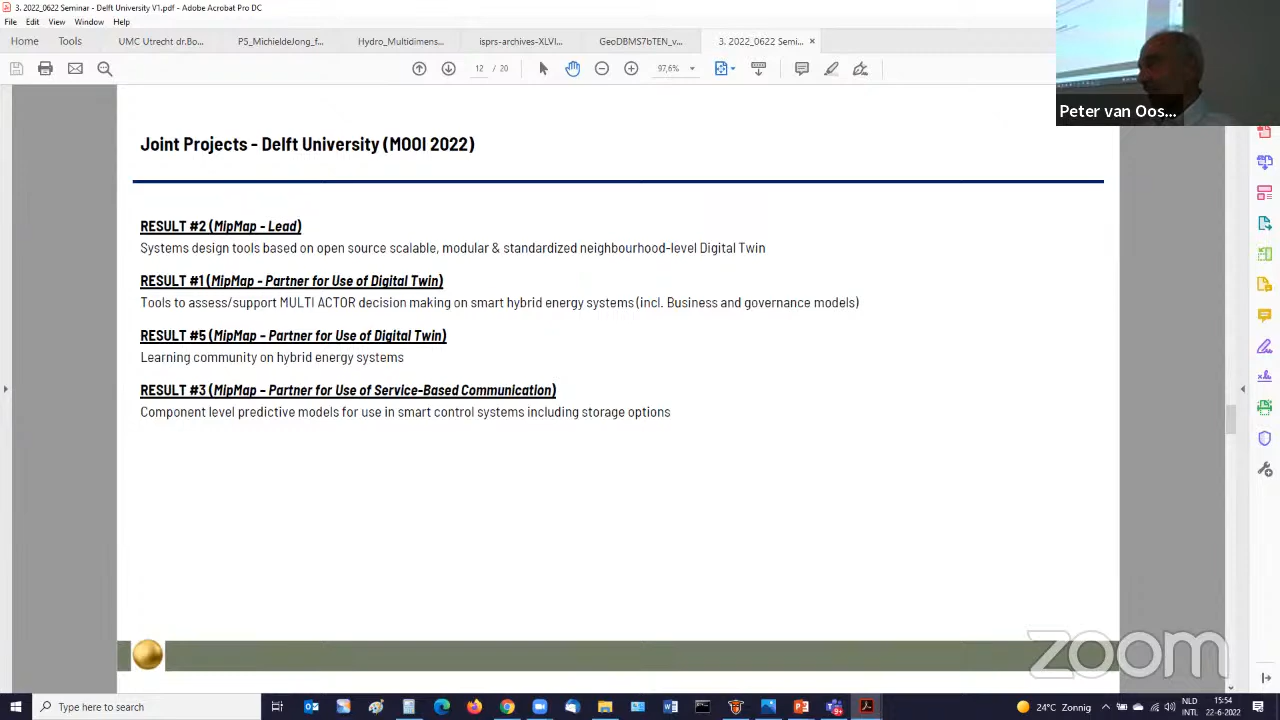 3. 2022_0622 Seminar - Delft University V1.pdf - Adobe Acrobat Pro DC
File Edit View Window Help
Home Tools UMC Utrecht dr.Bo... P5_MichieldeJong_f... Hydro_Multidimens... isprs-archives-XLVI... GeoDBMS7bTEN_v... 3. 2022_0622 Semi... ×
12 / 20 97,6%
Peter van Oos...
Joint Projects - Delft University (MOOI 2022)
RESULT #2 (MipMap - Lead)
Systems design tools based on open source scalable, modular & standardized neighbourhood-level Digital Twin
RESULT #1 (MipMap - Partner for Use of Digital Twin)
Tools to assess/support MULTI ACTOR decision making on smart hybrid energy systems (incl. Business and governance models)
RESULT #5 (MipMap – Partner for Use of Digital Twin)
Learning community on hybrid energy systems
RESULT #3 (MipMap – Partner for Use of Service-Based Communication)
Component level predictive models for use in smart control systems including storage options
zoom
Type here to search
24°C Zonnig
NLD
INTL
15:54
22-6-2022